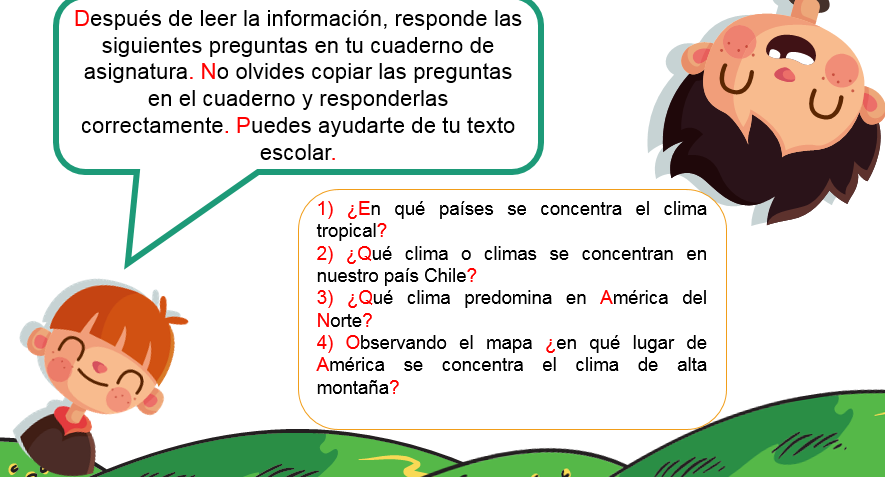 Después de leer la información, responde las
siguientes preguntas en tu cuaderno de
asignatura. No olvides copiar las preguntas
en el cuaderno y responderlas
correctamente. Puedes ayudarte de tu texto
escolar.
1) ¿En qué países se concentra el clima
tropical?
2) ¿Qué clima o climas se concentran en
nuestro país Chile?
3) ¿Qué clima predomina en América del
Norte?
4) Observando el mapa ¿en qué lugar de
América se concentra el clima de alta
montaña?